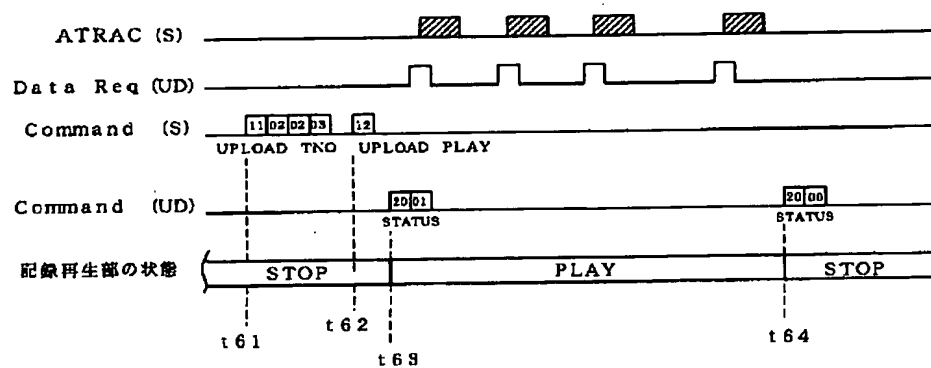 ATRAC (S)
Data Req (UD)
Command (S)
11 02 02 03 12
UPLOAD TNO UPLOAD PLAY
Command (UD)
20 01 20 00
STATUS STATUS
記録再生部の状態
STOP PLAY STOP
t61 t62 t63 t64